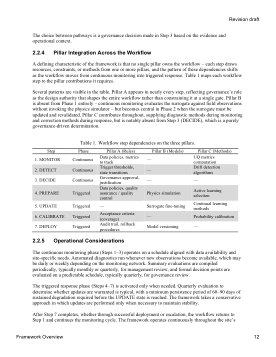 Revision draft
The choice between pathways is a governance decision made in Step 3 based on the evidence and
operational context.
2.2.4 Pillar Integration Across the Workflow
A defining characteristic of the framework is that no single pillar owns the workflow – each step draws
resources, constraints, or methods from one or more pillars, and the pattern of these dependencies shifts
as the workflow moves from continuous monitoring into triggered response. Table 1 maps each workflow
step to the pillar contributions it requires.
Several patterns are visible in the table. Pillar A appears in nearly every step, reflecting governance's role
as the design authority that shapes the entire workflow rather than constraining it at a single gate. Pillar B
is absent from Phase 1 entirely – continuous monitoring evaluates the surrogate against field observations
without invoking the physics simulator – but becomes central in Phase 2 when the surrogate must be
updated and revalidated. Pillar C contributes throughout, supplying diagnostic methods during monitoring
and correction methods during response, but is notably absent from Step 3 (DECIDE), which is a purely
governance-driven determination.
Table 1. Workflow step dependencies on the three pillars.
Step Phase Pillar A (Rules) Pillar B (Models) Pillar C (Methods)
1. MONITOR Continuous Data policies, metrics to track — UQ metrics computation
2. DETECT Continuous Trigger thresholds, state transitions — Drift detection algorithms
3. DECIDE Continuous Governance approval, justification — —
4. PREPARE Triggered Data policies, quality assurance / quality control Physics simulation Active learning selection
5. UPDATE Triggered — Surrogate fine-tuning Continual learning methods
6. CALIBRATE Triggered Acceptance criteria (coverage) — Probability calibration
7. DEPLOY Triggered Audit trail, rollback procedures Model versioning —
2.2.5 Operational Considerations
The continuous monitoring phase (Steps 1–3) operates on a schedule aligned with data availability and
site-specific needs. Automated diagnostics run whenever new observations become available, which may
be daily or weekly depending on the monitoring network. Summary evaluations are compiled
periodically, typically monthly or quarterly, for management review, and formal decision points are
evaluated on a predictable schedule, typically quarterly, for governance review.
The triggered response phase (Steps 4–7) is activated only when needed. Quarterly evaluation to
determine whether updates are warranted is typical, with a minimum persistence period of 60–90 days of
sustained degradation required before the UPDATE state is reached. The framework takes a conservative
approach in which updates are performed only when necessary to maintain stability.
After Step 7 completes, whether through successful deployment or escalation, the workflow returns to
Step 1 and continues the monitoring cycle. The framework operates continuously throughout the site's
Framework Overview 12